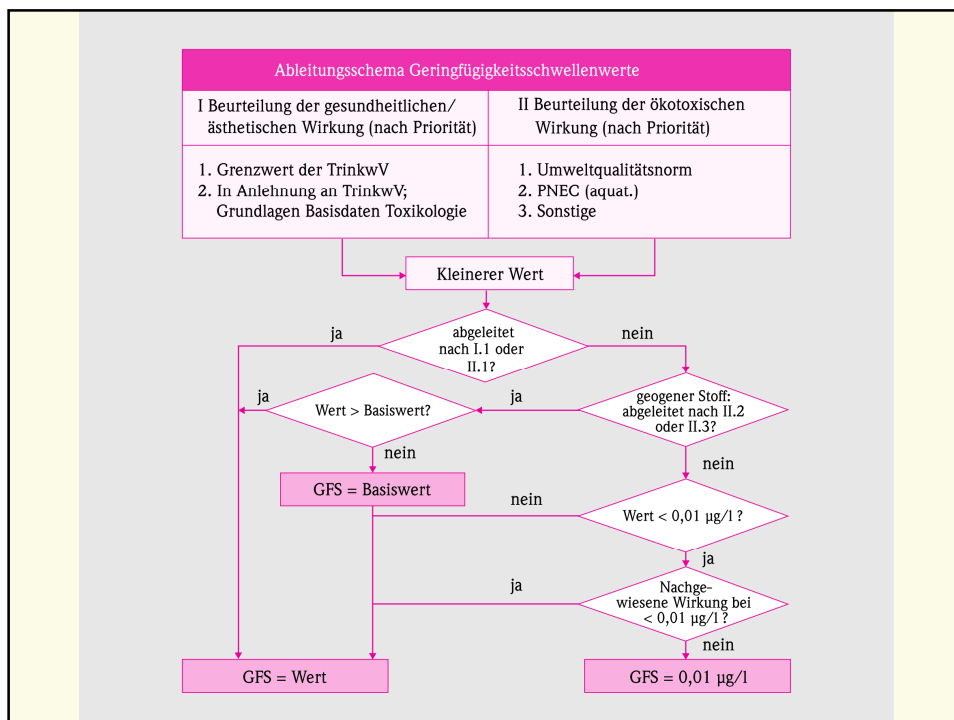 Ableitungsschema Geringfügigkeitsschwellenwerte
I Beurteilung der gesundheitlichen/
ästhetischen Wirkung (nach Priorität)
II Beurteilung der ökotoxischen
Wirkung (nach Priorität)
1. Grenzwert der TrinkwV
2. In Anlehnung an TrinkwV;
Grundlagen Basisdaten Toxikologie
1. Umweltqualitätsnorm
2. PNEC (aquat.)
3. Sonstige
Kleinerer Wert
ja
abgeleitet
nach I.1 oder
II.1?
nein
ja
Wert > Basiswert?
ja
geogener Stoff:
abgeleitet nach II.2
oder II.3?
nein
nein
GFS = Basiswert
nein
Wert < 0,01 µg/l ?
ja
ja
Nachge-
wiesene Wirkung bei
< 0,01 µg/l ?
nein
GFS = Wert
GFS = 0,01 µg/l